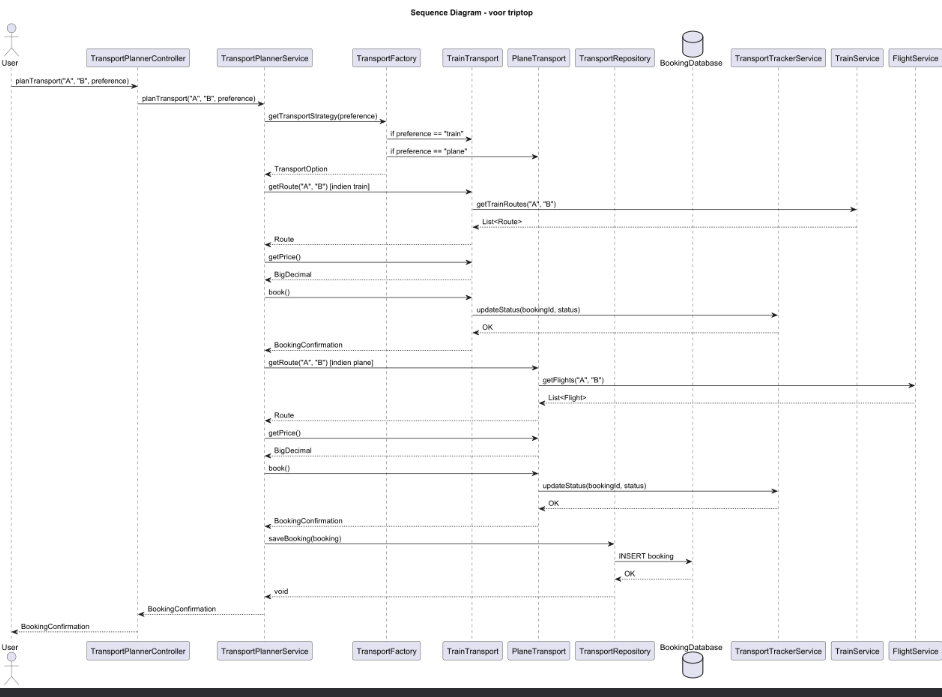 Sequence Diagram - voor triptop
User
TransportPlannerController
TransportPlannerService
TransportFactory
TrainTransport
PlaneTransport
TransportRepository
BookingDatabase
TransportTrackerService
TrainService
FlightService
planTransport("A", "B", preference)
planTransport("A", "B", preference)
getTransportStrategy(preference)
if preference == "train"
if preference == "plane"
TransportOption
getRoute("A", "B") [indien train]
getTrainRoutes("A", "B")
List<Route>
Route
getPrice()
BigDecimal
book()
updateStatus(bookingId, status)
OK
BookingConfirmation
getRoute("A", "B") [indien plane]
getFlights("A", "B")
List<Flight>
Route
getPrice()
BigDecimal
book()
updateStatus(bookingId, status)
OK
BookingConfirmation
saveBooking(booking)
INSERT booking
OK
void
BookingConfirmation
BookingConfirmation
User
TransportPlannerController
TransportPlannerService
TransportFactory
TrainTransport
PlaneTransport
TransportRepository
BookingDatabase
TransportTrackerService
TrainService
FlightService